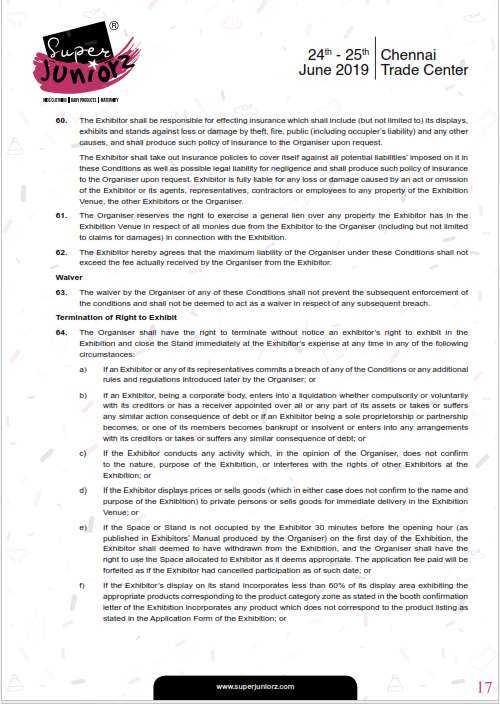 Super
JUNIORZ
®
KIDS CLOTHING | BABY PRODUCTS | MATERNITY
24th - 25th
June 2019
Chennai
Trade Center
60. The Exhibitor shall be responsible for effecting insurance which shall include (but not limited to) its displays,
exhibits and stands against loss or damage by theft, fire, public (including occupier's liability) and any other
causes, and shall produce such policy of insurance to the Organiser upon request.
The Exhibitor shall take out insurance policies to cover itself against all potential liabilities' imposed on it in
these Conditions as well as possible legal liability for negligence and shall produce such policy of insurance
to the Organiser upon request. Exhibitor is fully liable for any loss or damage caused by an act or omission
of the Exhibitor or its agents, representatives, contractors or employees to any property of the Exhibition
Venue, the other Exhibitors or the Organiser.
61. The Organiser reserves the right to exercise a general lien over any property the Exhibitor has in the
Exhibition Venue in respect of all monies due from the Exhibitor to the Organiser (including but not limited
to claims for damages) in connection with the Exhibition.
62. The Exhibitor hereby agrees that the maximum liability of the Organiser under these Conditions shall not
exceed the fee actually received by the Organiser from the Exhibitor.
Waiver
63. The waiver by the Organiser of any of these Conditions shall not prevent the subsequent enforcement of
the conditions and shall not be deemed to act as a waiver in respect of any subsequent breach.
Termination of Right to Exhibit
64. The Organiser shall have the right to terminate without notice an exhibitor's right to exhibit in the
Exhibition and close the Stand immediately at the Exhibitor's expense at any time in any of the following
circumstances:
a) If an Exhibitor or any of its representatives commits a breach of any of the Conditions or any additional
rules and regulations introduced later by the Organiser; or
b) If an Exhibitor, being a corporate body, enters into a liquidation whether compulsorily or voluntarily
with its creditors or has a receiver appointed over all or any part of its assets or takes or suffers
any similar action consequence of debt or if an Exhibitor being a sole proprietorship or partnership
becomes, or one of its members becomes bankrupt or insolvent or enters into any arrangements
with its creditors or takes or suffers any similar consequence of debt; or
c) If the Exhibitor conducts any activity which, in the opinion of the Organiser, does not confirm
to the nature, purpose of the Exhibition, or interferes with the rights of other Exhibitors at the
Exhibition; or
d) If the Exhibitor displays prices or sells goods (which in either case does not confirm to the name and
purpose of the Exhibition) to private persons or sells goods for immediate delivery in the Exhibition
Venue; or
e) If the Space or Stand is not occupied by the Exhibitor 30 minutes before the opening hour (as
published in Exhibitors' Manual produced by the Organiser) on the first day of the Exhibition, the
Exhibitor shall deemed to have withdrawn from the Exhibition, and the Organiser shall have the
right to use the Space allocated to Exhibitor as it deems appropriate. The application fee paid will be
forfeited as if the Exhibitor had cancelled participation as of such date; or
f) If the Exhibitor's display on its stand incorporates less than 60% of its display area exhibiting the
appropriate products corresponding to the product category zone as stated in the booth confirmation
letter of the Exhibition incorporates any product which does not correspond to the product listing as
stated in the Application Form of the Exhibition; or
www.superjuniorz.com
17